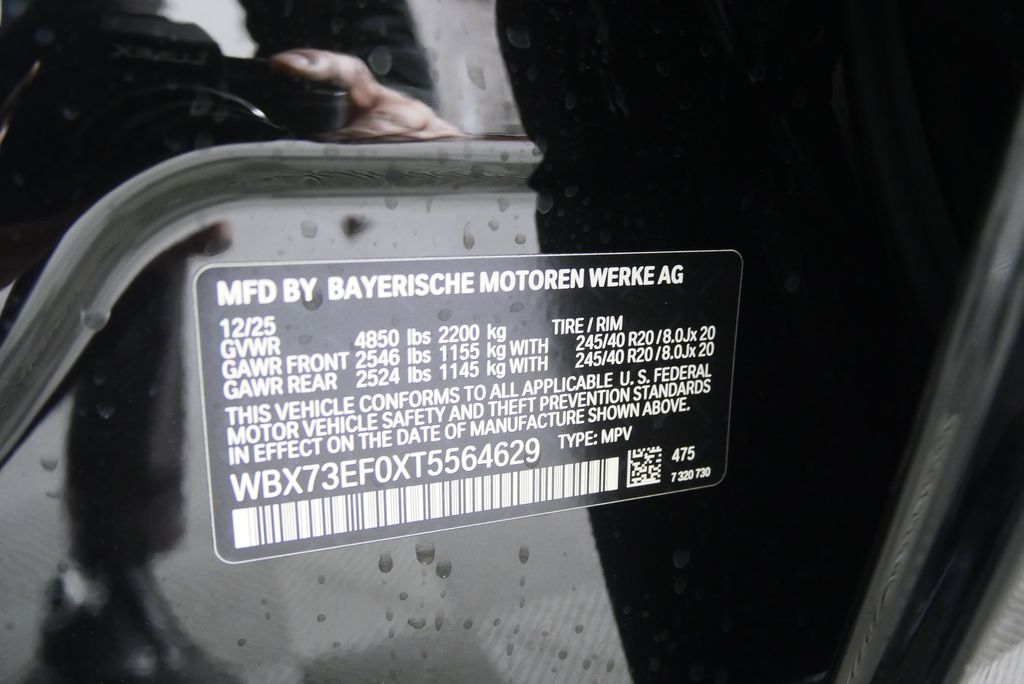 MFD BY BAYERISCHE MOTOREN WERKE AG
12/25
GVWR 4850 lbs 2200 kg TIRE / RIM
GAWR FRONT 2546 lbs 1155 kg WITH 245/40 R20 / 8.0Jx 20
GAWR REAR 2524 lbs 1145 kg WITH 245/40 R20 / 8.0Jx 20
THIS VEHICLE CONFORMS TO ALL APPLICABLE U. S. FEDERAL
MOTOR VEHICLE SAFETY AND THEFT PREVENTION STANDARDS
IN EFFECT ON THE DATE OF MANUFACTURE SHOWN ABOVE.
WBX73EF0XT5564629 TYPE: MPV
475
7 320 730